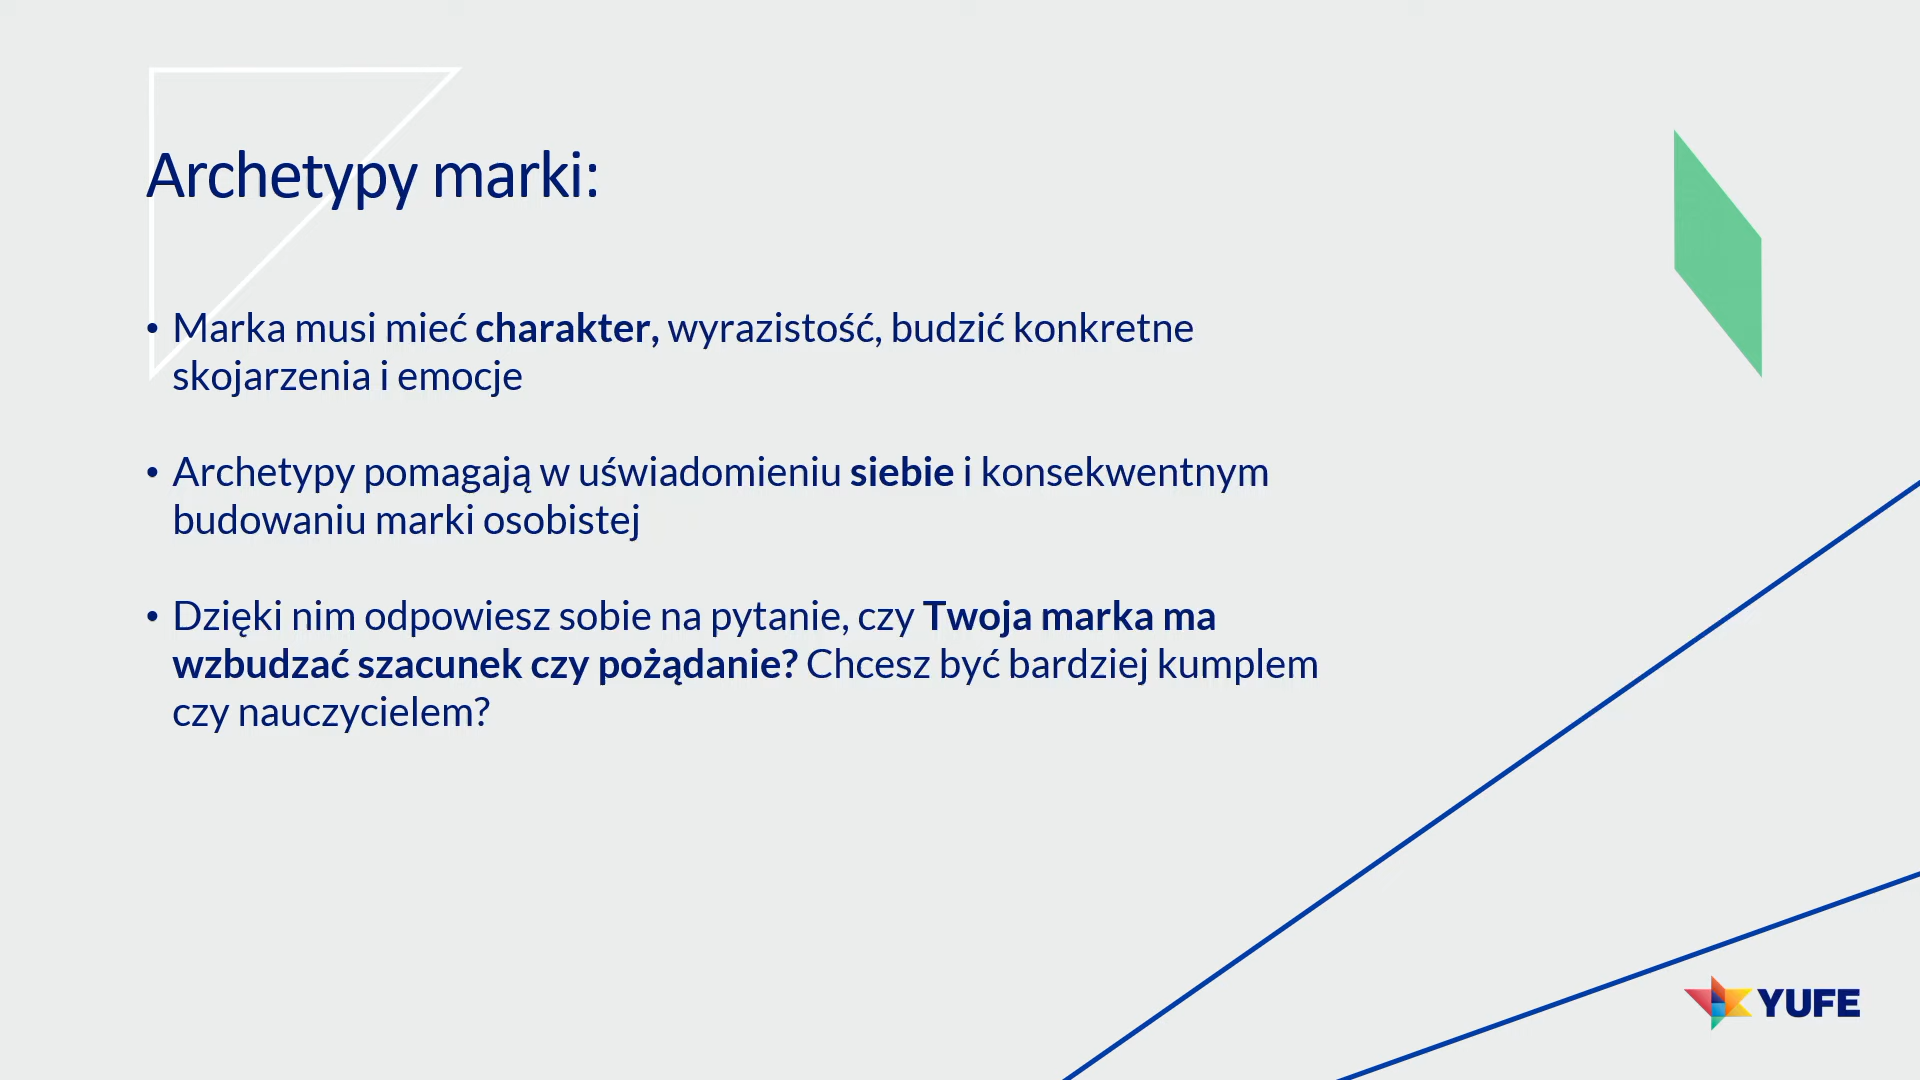 Archetypy marki:
• Marka musi mieć charakter, wyrazistość, budzić konkretne
skojarzenia i emocje
• Archetypy pomagają w uświadomieniu siebie i konsekwentnym
budowaniu marki osobistej
• Dzięki nim odpowiesz sobie na pytanie, czy Twoja marka ma
wzbudzać szacunek czy pożądanie? Chcesz być bardziej kumplem
czy nauczycielem?
YUFE